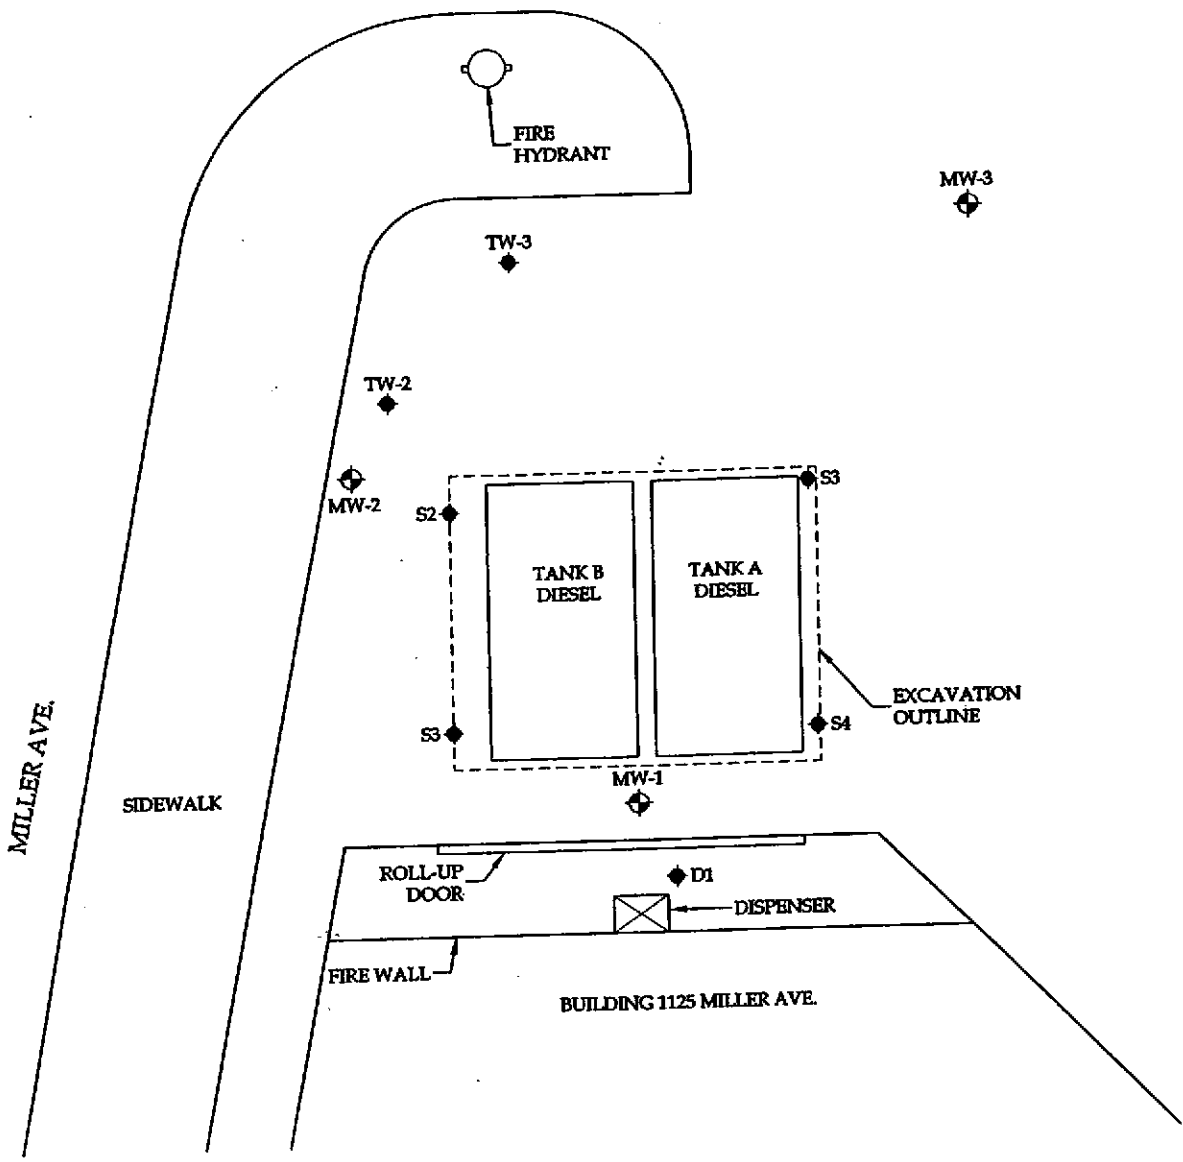 FIRE
HYDRANT
MW-3
TW-3
TW-2
MW-2
S2
S3
TANK B
DIESEL
TANK A
DIESEL
EXCAVATION
OUTLINE
S3
S4
MW-1
MILLER AVE.
SIDEWALK
ROLL-UP
DOOR
D1
DISPENSER
FIRE WALL
BUILDING 1125 MILLER AVE.